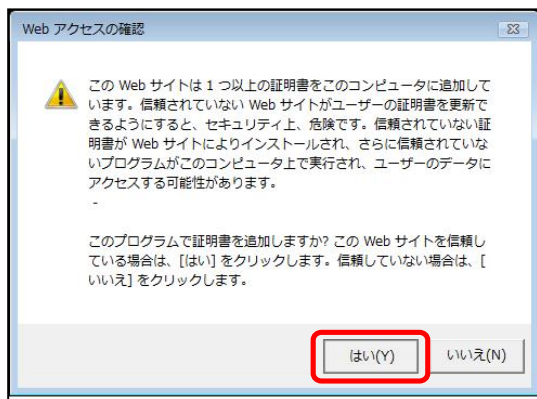 Web アクセスの確認
この Web サイトは 1 つ以上の証明書をこのコンピュータに追加して
います。信頼されていない Web サイトがユーザーの証明書を更新で
きるようにすると、セキュリティ上、危険です。信頼されていない証
明書が Web サイトによりインストールされ、さらに信頼されていな
いプログラムがこのコンピュータ上で実行され、ユーザーのデータに
アクセスする可能性があります。
-
このプログラムで証明書を追加しますか? この Web サイトを信頼し
ている場合は、[はい] をクリックします。信頼していない場合は、[
いいえ] をクリックします。
はい(Y) いいえ(N)